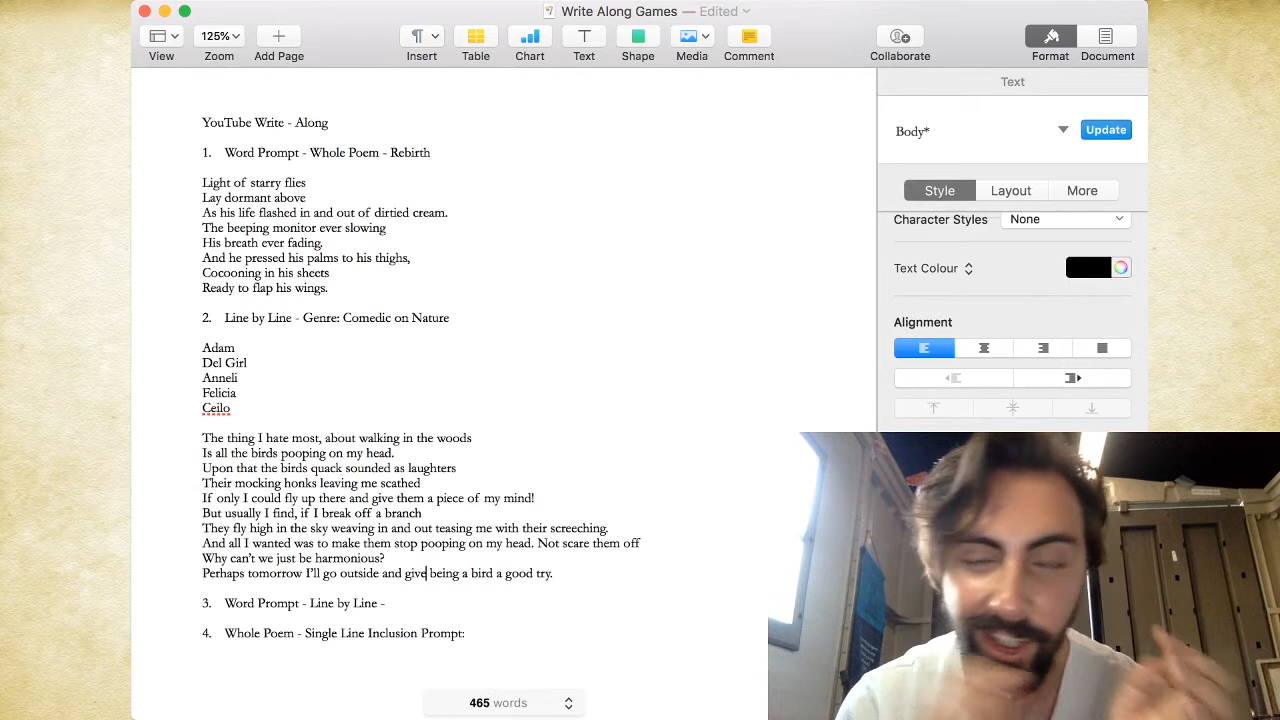 Write Along Games — Edited
125%
View
Zoom
Add Page
Insert
Table
Chart
Text
Shape
Media
Comment
Collaborate
Format
Document
Text
Body*
Update
Style
Layout
More
Character Styles
None
Text Colour
Alignment
YouTube Write - Along
1. Word Prompt - Whole Poem - Rebirth
Light of starry flies
Lay dormant above
As his life flashed in and out of dirtied cream.
The beeping monitor ever slowing
His breath ever fading.
And he pressed his palms to his thighs,
Cocooning in his sheets
Ready to flap his wings.
2. Line by Line - Genre: Comedic on Nature
Adam
Del Girl
Anneli
Felicia
Ceilo
The thing I hate most, about walking in the woods
Is all the birds pooping on my head.
Upon that the birds quack sounded as laughters
Their mocking honks leaving me scathed
If only I could fly up there and give them a piece of my mind!
But usually I find, if I break off a branch
They fly high in the sky weaving in and out teasing me with their screeching.
And all I wanted was to make them stop pooping on my head. Not scare them off
Why can't we just be harmonious?
Perhaps tomorrow I'll go outside and give being a bird a good try.
3. Word Prompt - Line by Line -
4. Whole Poem - Single Line Inclusion Prompt:
465 words